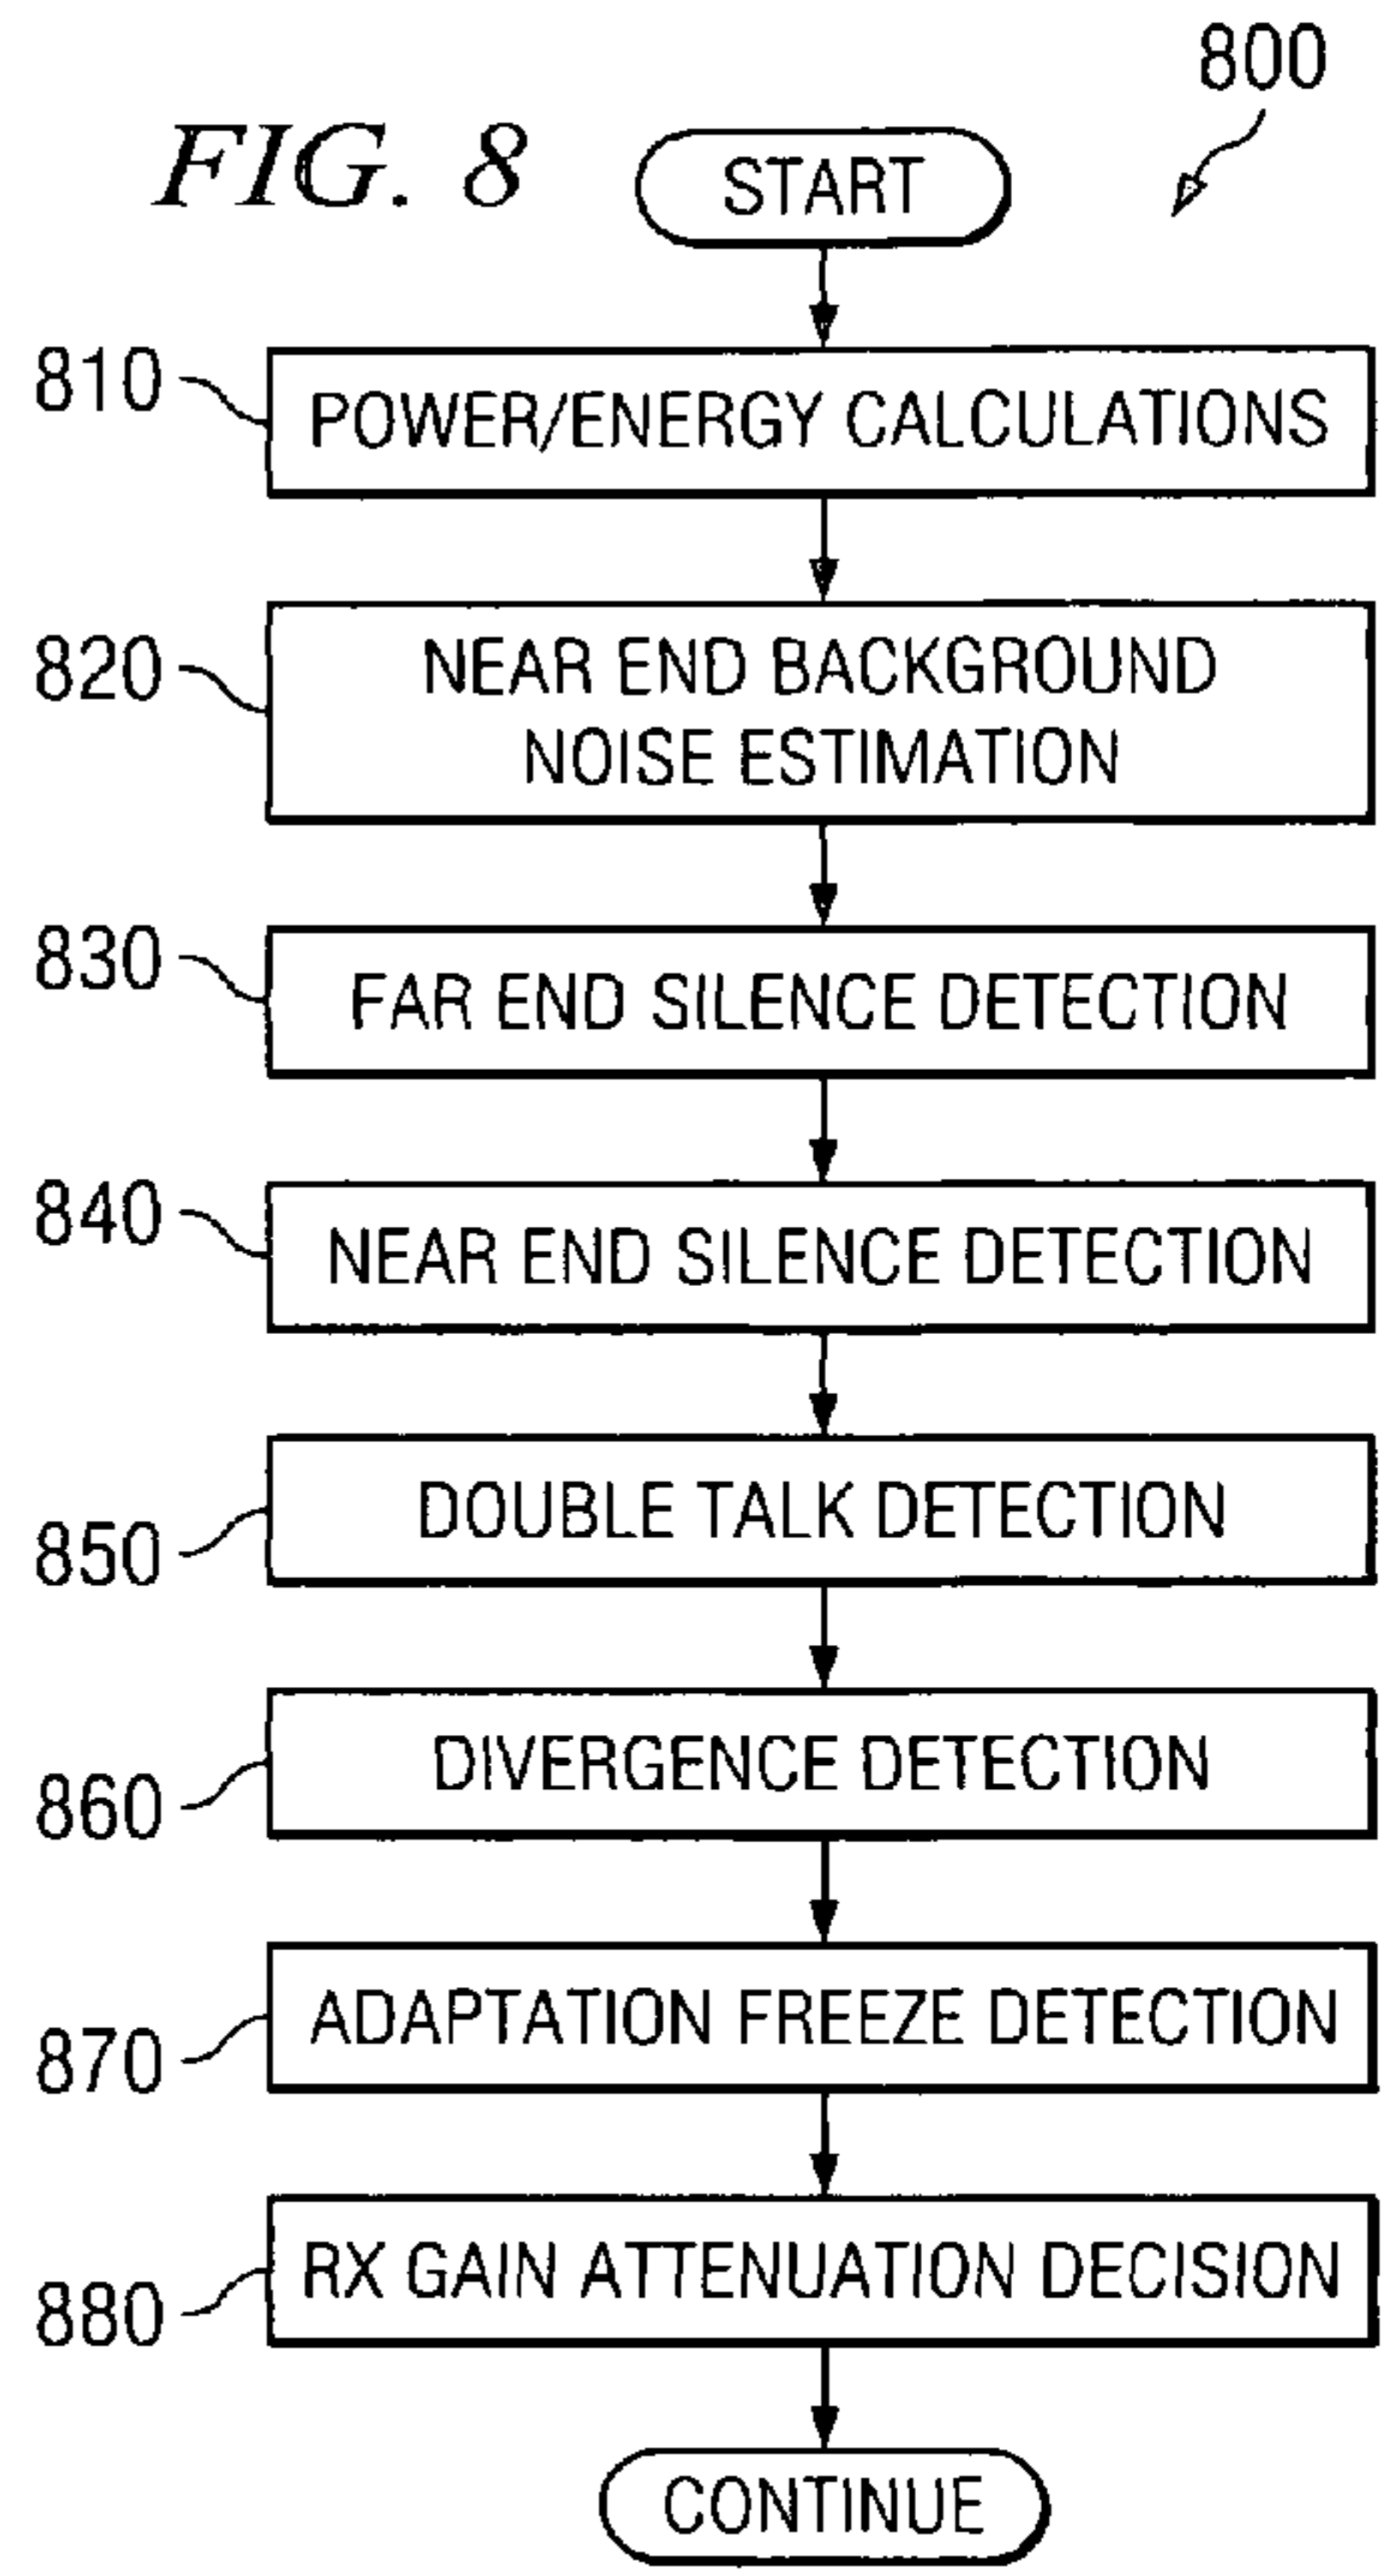 800
FIG. 8
START
810
POWER/ENERGY CALCULATIONS
820
NEAR END BACKGROUND
NOISE ESTIMATION
830
FAR END SILENCE DETECTION
840
NEAR END SILENCE DETECTION
850
DOUBLE TALK DETECTION
860
DIVERGENCE DETECTION
870
ADAPTATION FREEZE DETECTION
880
RX GAIN ATTENUATION DECISION
CONTINUE